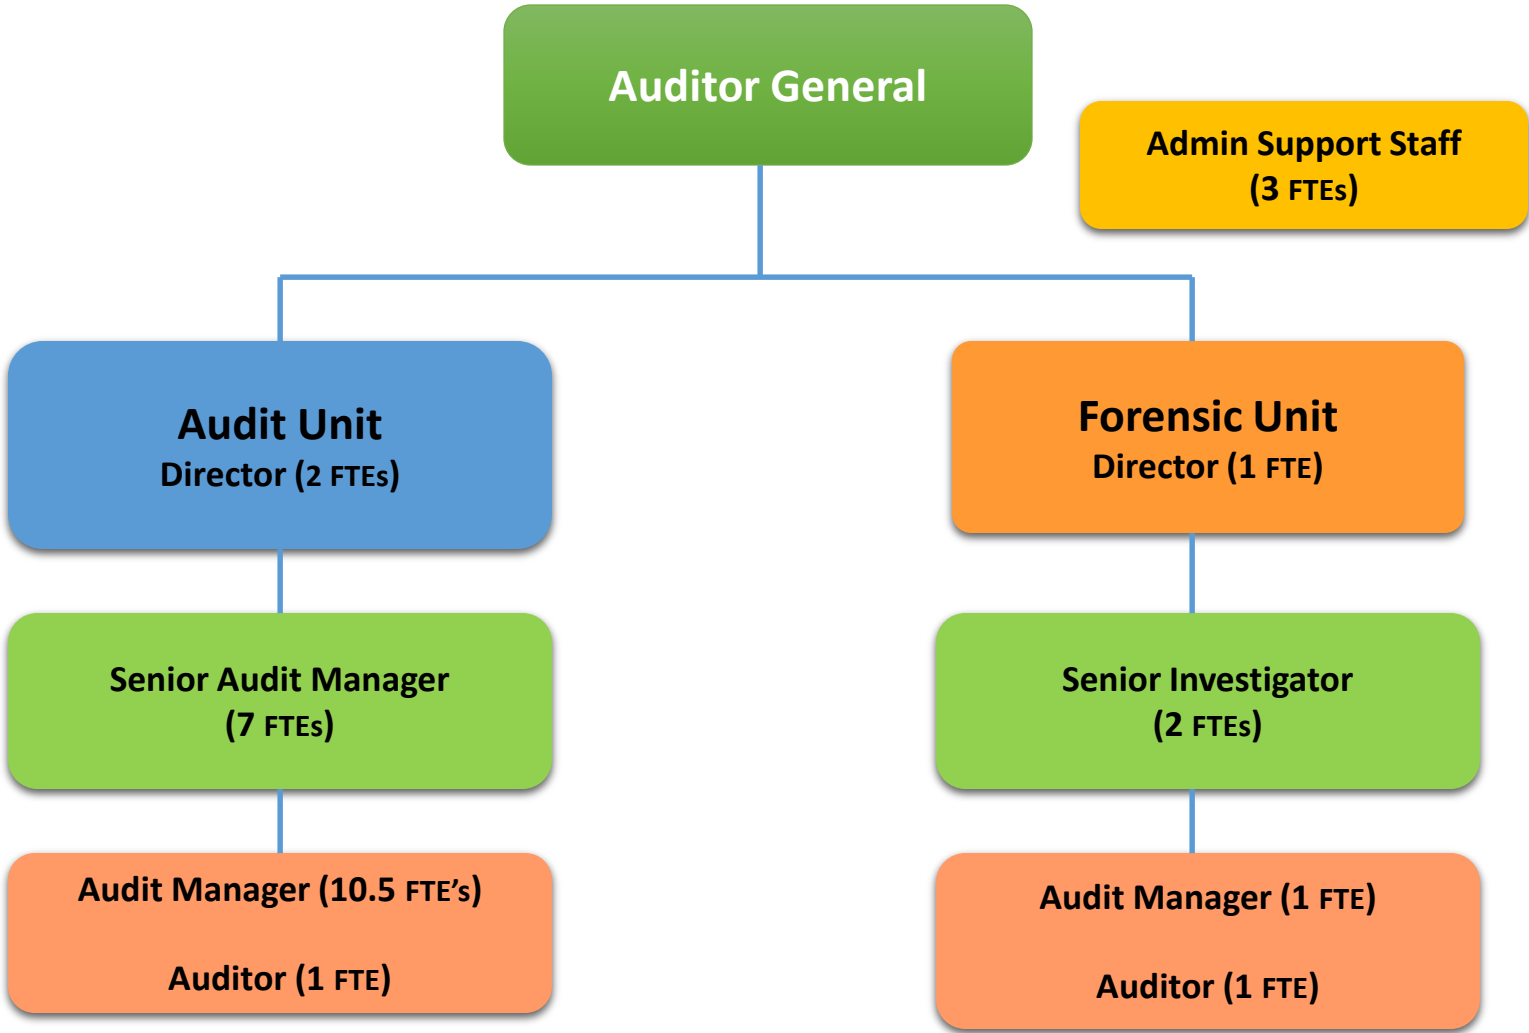 Auditor General
Admin Support Staff
(3 FTEs)
Audit Unit
Director (2 FTEs)
Forensic Unit
Director (1 FTE)
Senior Audit Manager
(7 FTEs)
Senior Investigator
(2 FTEs)
Audit Manager (10.5 FTE’s)
Auditor (1 FTE)
Audit Manager (1 FTE)
Auditor (1 FTE)